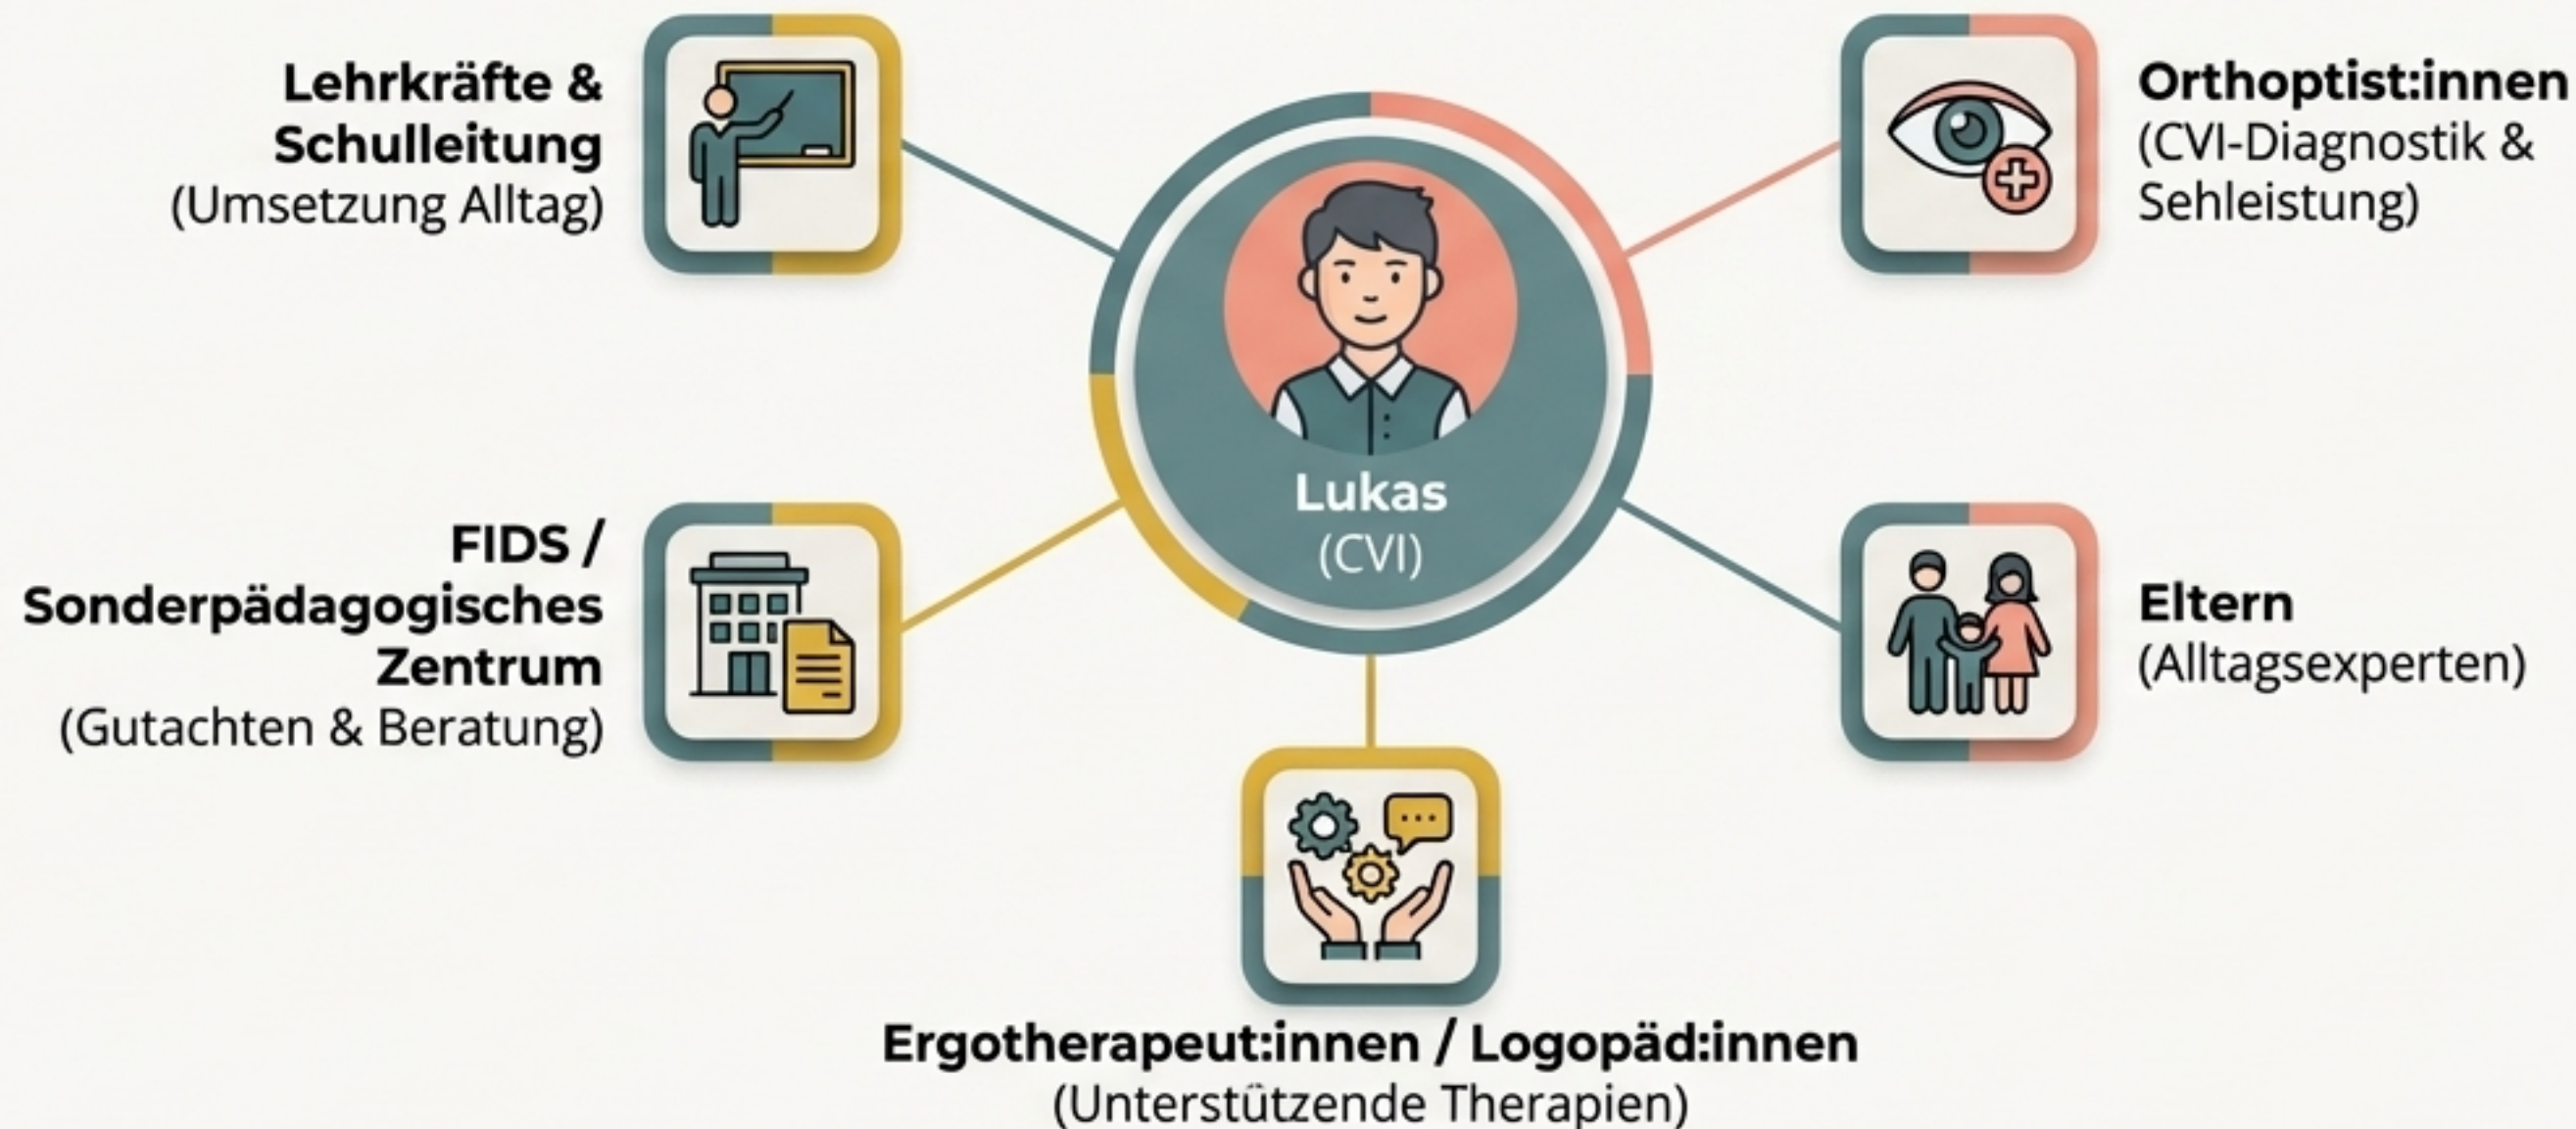 Lehrkräfte &
Schulleitung
(Umsetzung Alltag)
Orthoptist:innen
(CVI-Diagnostik &
Sehleistung)
Lukas
(CVI)
FIDS /
Sonderpädagogisches
Zentrum
(Gutachten & Beratung)
Eltern
(Alltagsexperten)
Ergotherapeut:innen / Logopäd:innen
(Unterstützende Therapien)